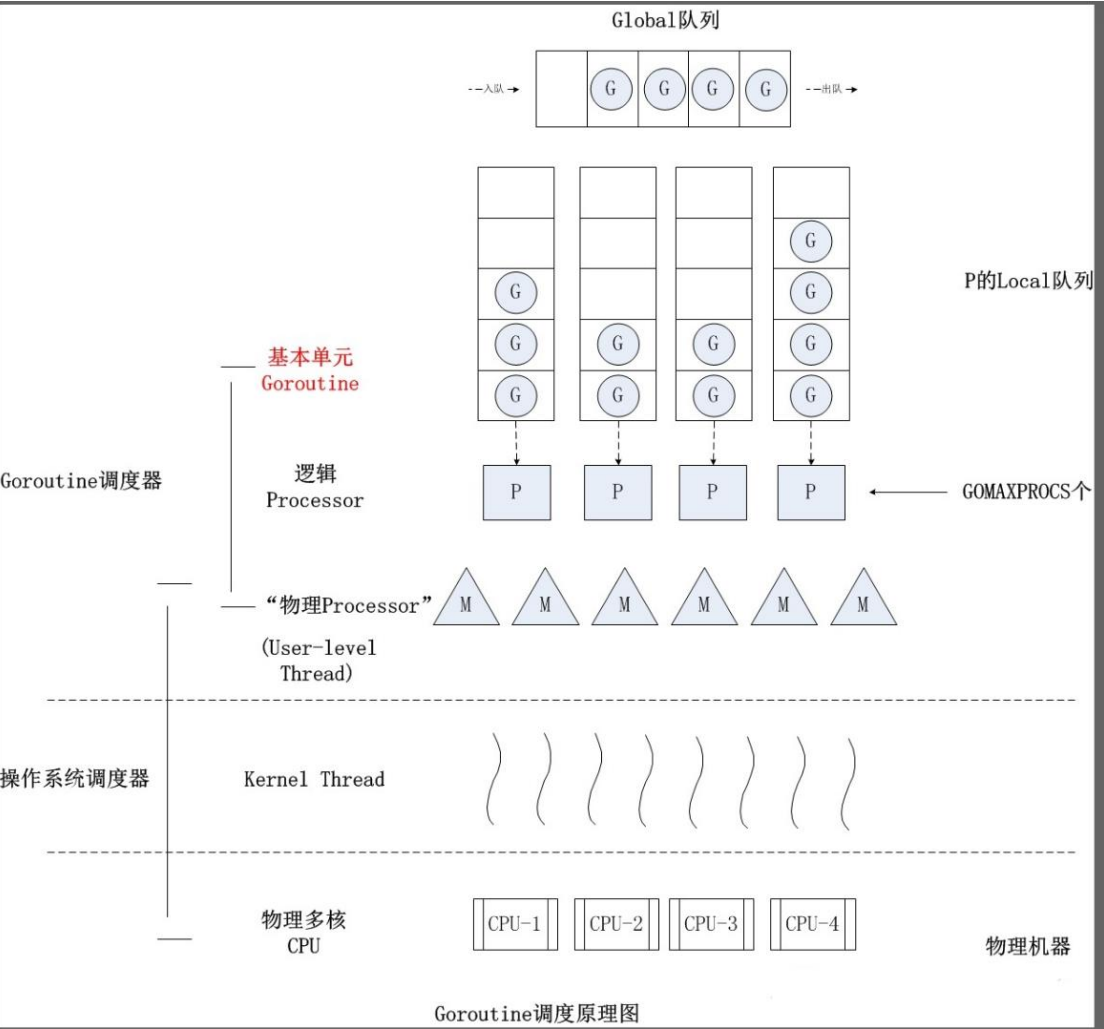 Global队列
--入队→
G
G
G
G
--出队→
G
G
G
P的Local队列
G
G
G
G
基本单元
Goroutine
G
G
G
G
Goroutine调度器
逻辑
Processor
P
P
P
P
GOMAXPROCS个
“物理Processor”
M
M
M
M
M
M
(User-level
Thread)
操作系统调度器
Kernel Thread
物理多核
CPU
CPU-1
CPU-2
CPU-3
CPU-4
物理机器
Goroutine调度原理图